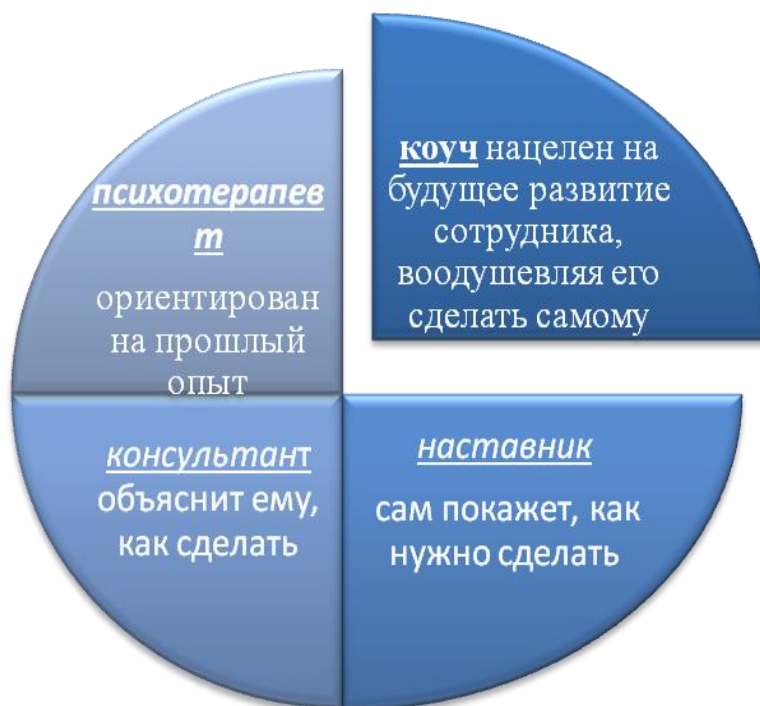 психотерапев
т
ориентирован
на прошлый
опыт
коуч нацелен на
будущее развитие
сотрудника,
воодушевляя его
сделать самому
консультант
объяснит ему,
как сделать
наставник
сам покажет, как
нужно сделать